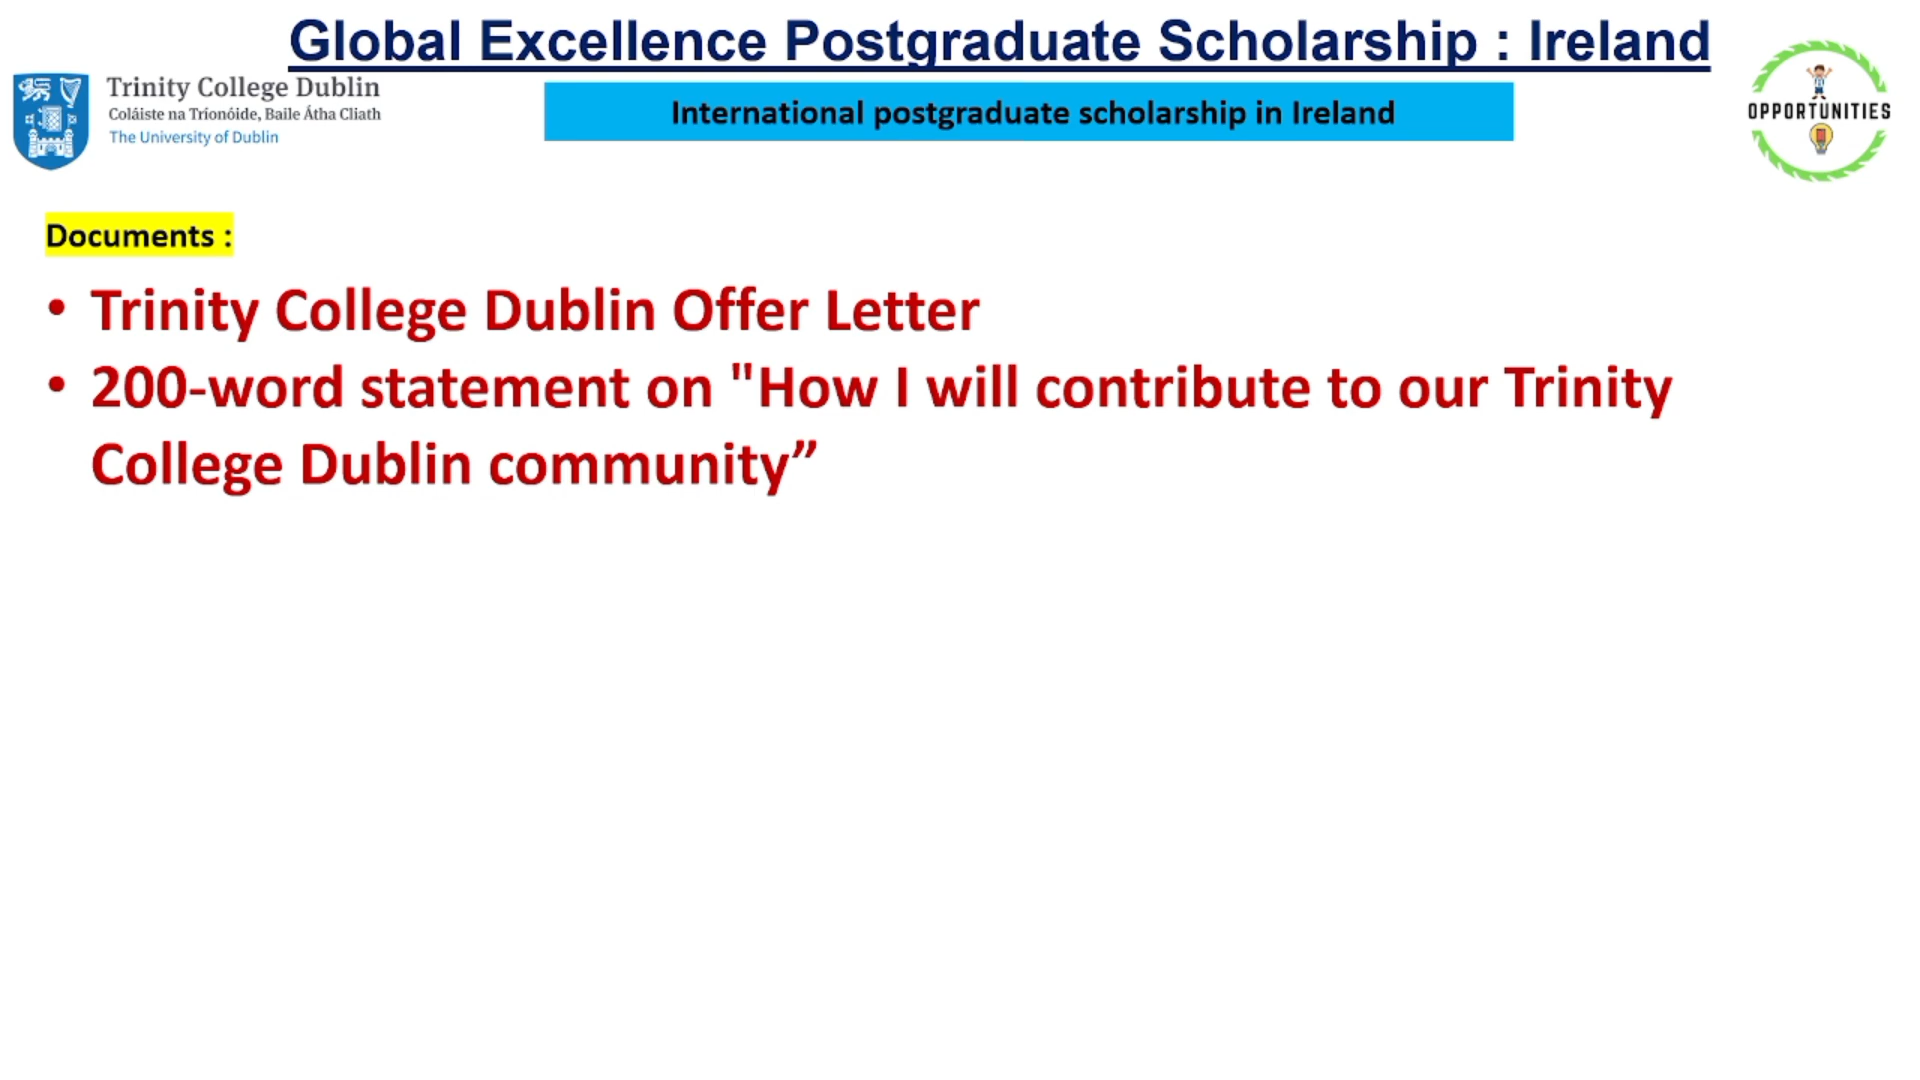 Global Excellence Postgraduate Scholarship : Ireland
Trinity College Dublin
Coláiste na Tríonóide, Baile Átha Cliath
The University of Dublin
International postgraduate scholarship in Ireland
OPPORTUNITIES
Documents :
• Trinity College Dublin Offer Letter
• 200-word statement on "How I will contribute to our Trinity
College Dublin community”